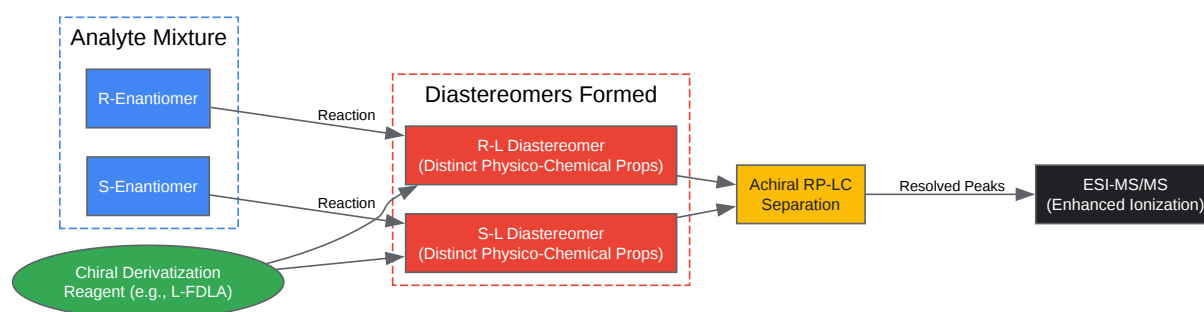 Analyte Mixture
R-Enantiomer
S-Enantiomer
Chiral Derivatization
Reagent (e.g., L-FDLA)
Reaction
Reaction
Diastereomers Formed
R-L Diastereomer
(Distinct Physico-Chemical Props)
S-L Diastereomer
(Distinct Physico-Chemical Props)
Achiral RP-LC
Separation
Resolved Peaks
ESI-MS/MS
(Enhanced Ionization)